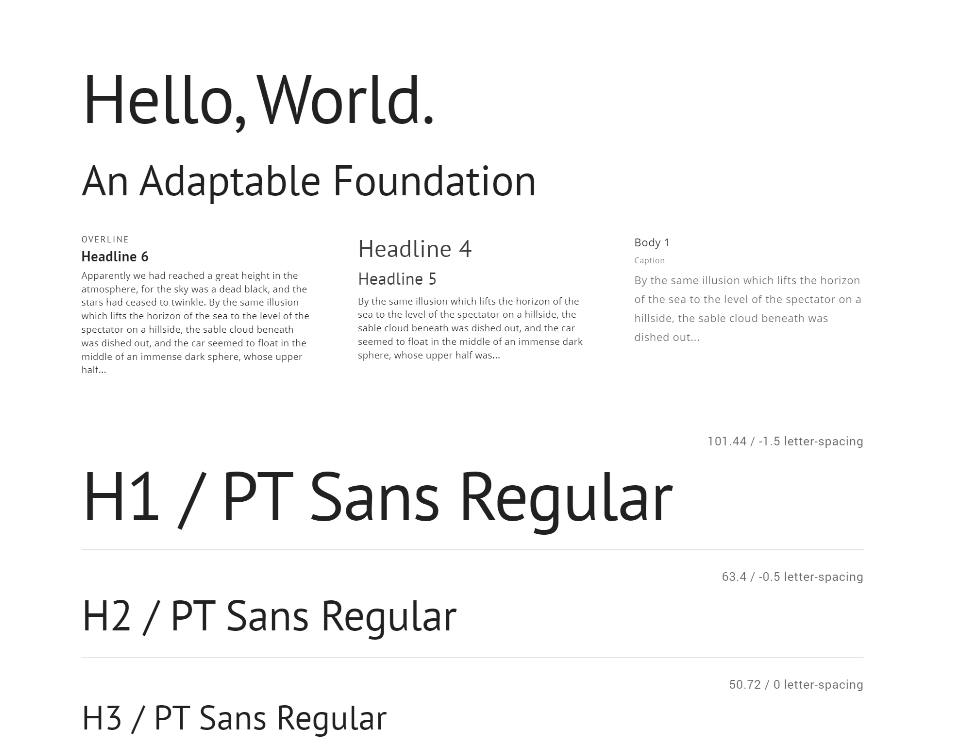 Hello, World.
An Adaptable Foundation
OVERLINE
Headline 6
Apparently we had reached a great height in the
atmosphere, for the sky was a dead black, and the
stars had ceased to twinkle. By the same illusion
which lifts the horizon of the sea to the level of the
spectator on a hillside, the sable cloud beneath
was dished out, and the car seemed to float in the
middle of an immense dark sphere, whose upper
half...
Headline 4
Headline 5
By the same illusion which lifts the horizon of the
sea to the level of the spectator on a hillside, the
sable cloud beneath was dished out, and the car
seemed to float in the middle of an immense dark
sphere, whose upper half was...
Body 1
Caption
By the same illusion which lifts the horizon
of the sea to the level of the spectator on a
hillside, the sable cloud beneath was
dished out...
101.44 / -1.5 letter-spacing
H1 / PT Sans Regular
63.4 / -0.5 letter-spacing
H2 / PT Sans Regular
50.72 / 0 letter-spacing
H3 / PT Sans Regular